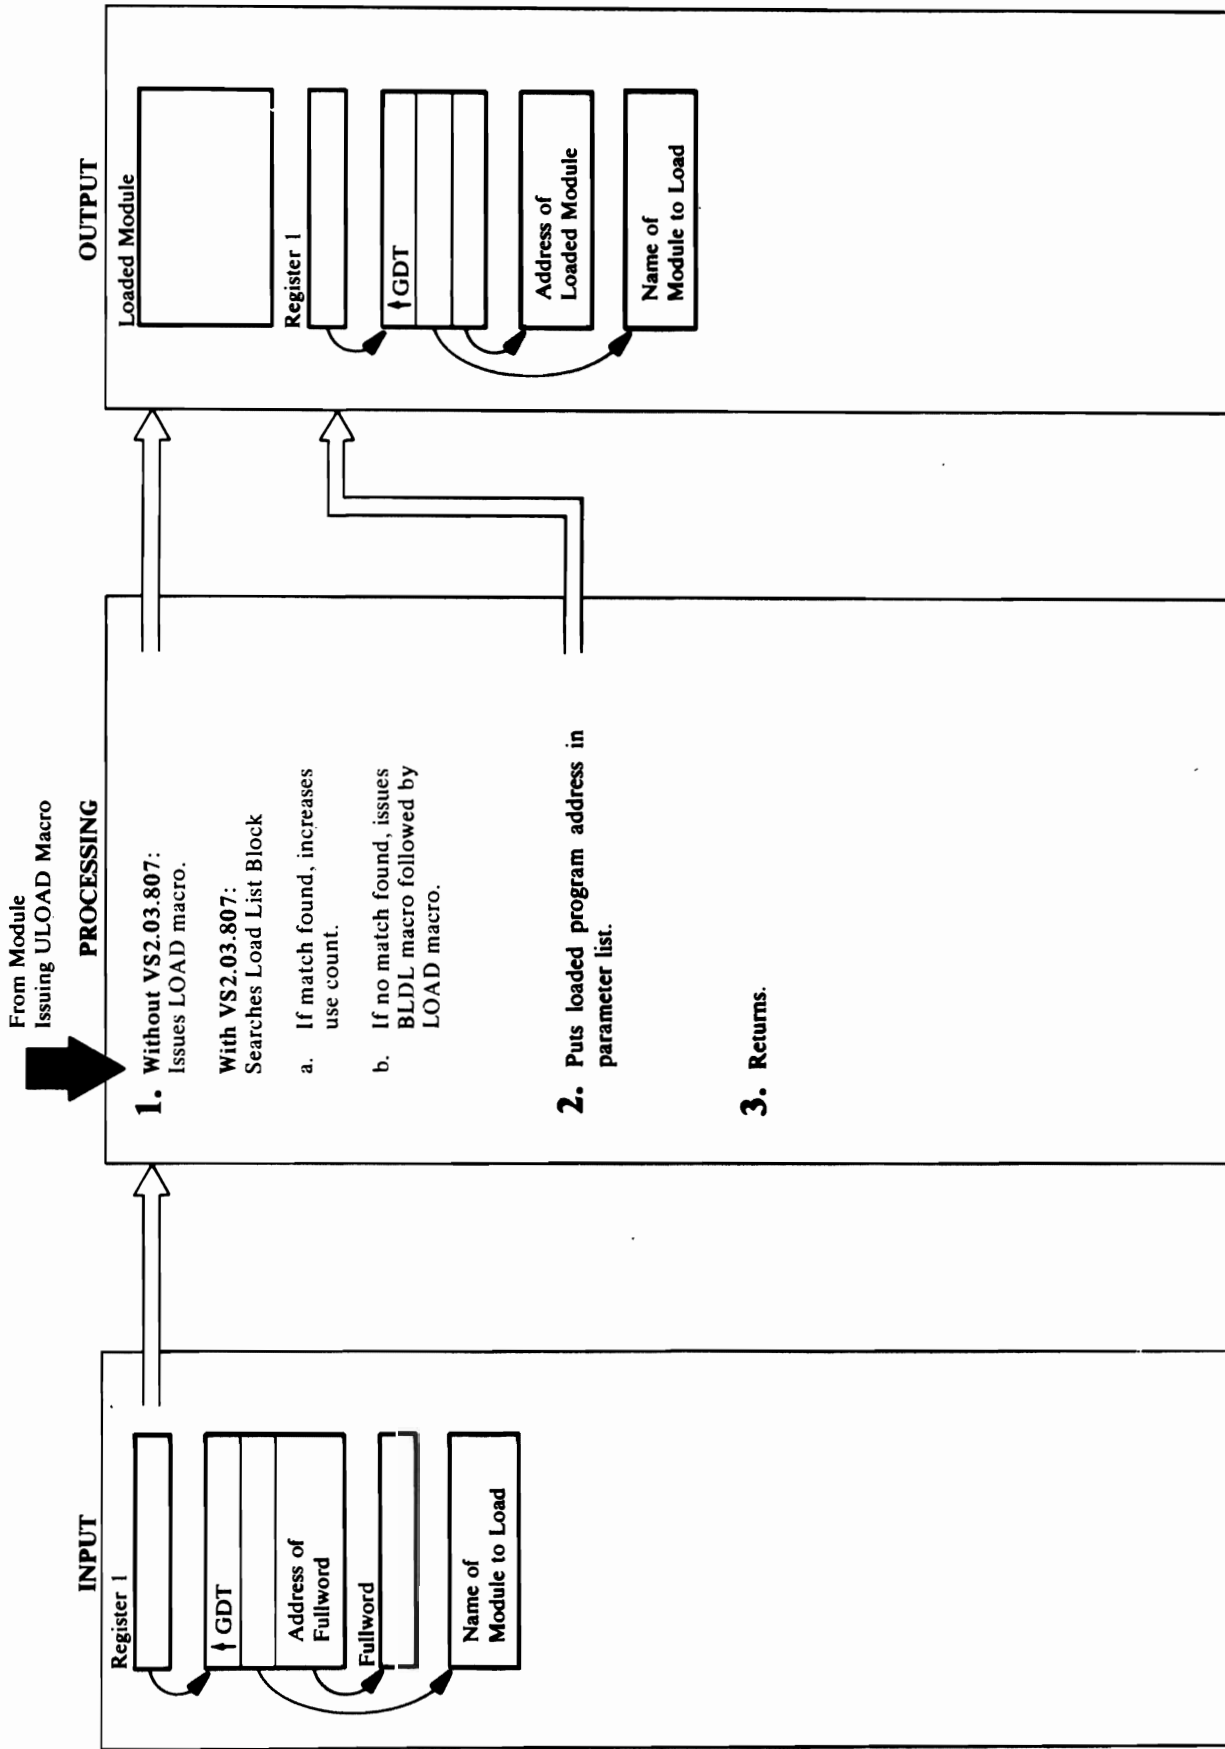 From Module
Issuing ULOAD Macro
INPUT
Register 1
↑GDT
Address of
Fullword
Fullword
Name of
Module to Load
PROCESSING
1. Without VS2.03.807:
Issues LOAD macro.
With VS2.03.807:
Searches Load List Block
a. If match found, increases
use count.
b. If no match found, issues
BLDL macro followed by
LOAD macro.
2. Puts loaded program address in
parameter list.
3. Returns.
OUTPUT
Loaded Module
Register 1
↑GDT
Address of
Loaded Module
Name of
Module to Load